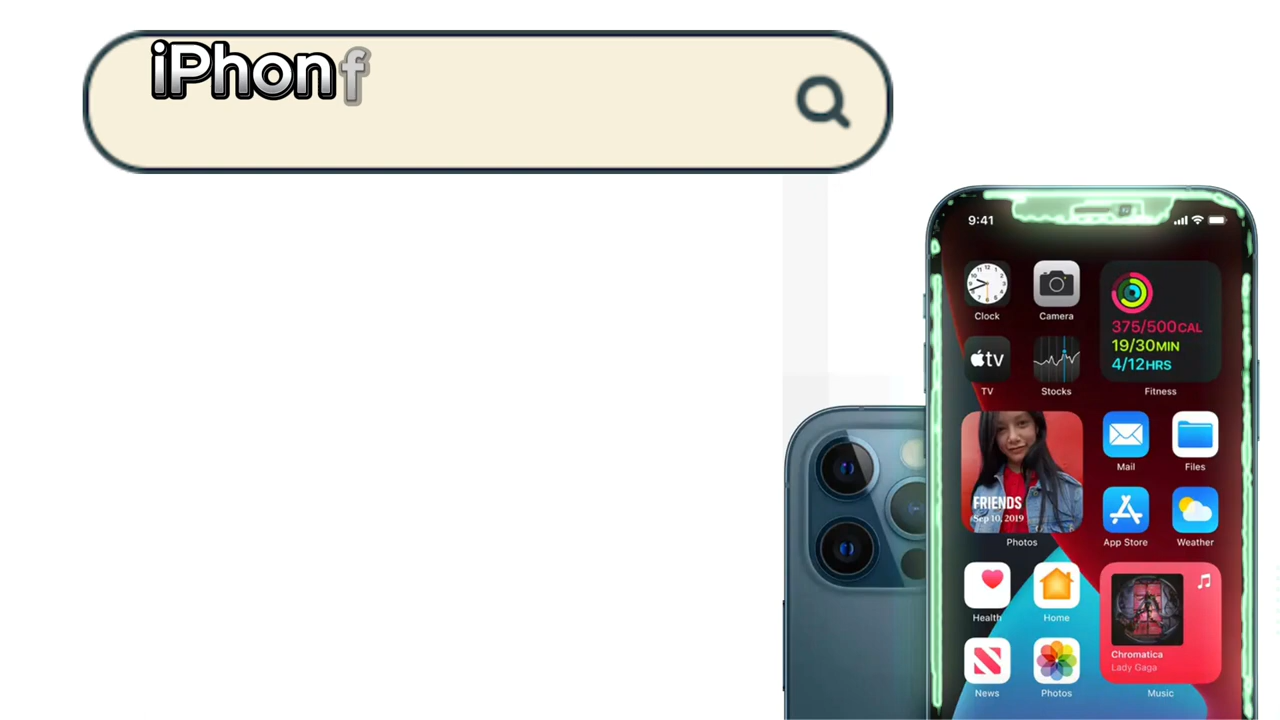 iPhonf
9:41
Clock
Camera
375/500CAL
19/30MIN
4/12HRS
tv
TV
Stocks
Fitness
FRIENDS
Sep 10, 2019
Photos
Mail
Files
App Store
Weather
Health
Home
Chromatica
Lady Gaga
News
Photos
Music